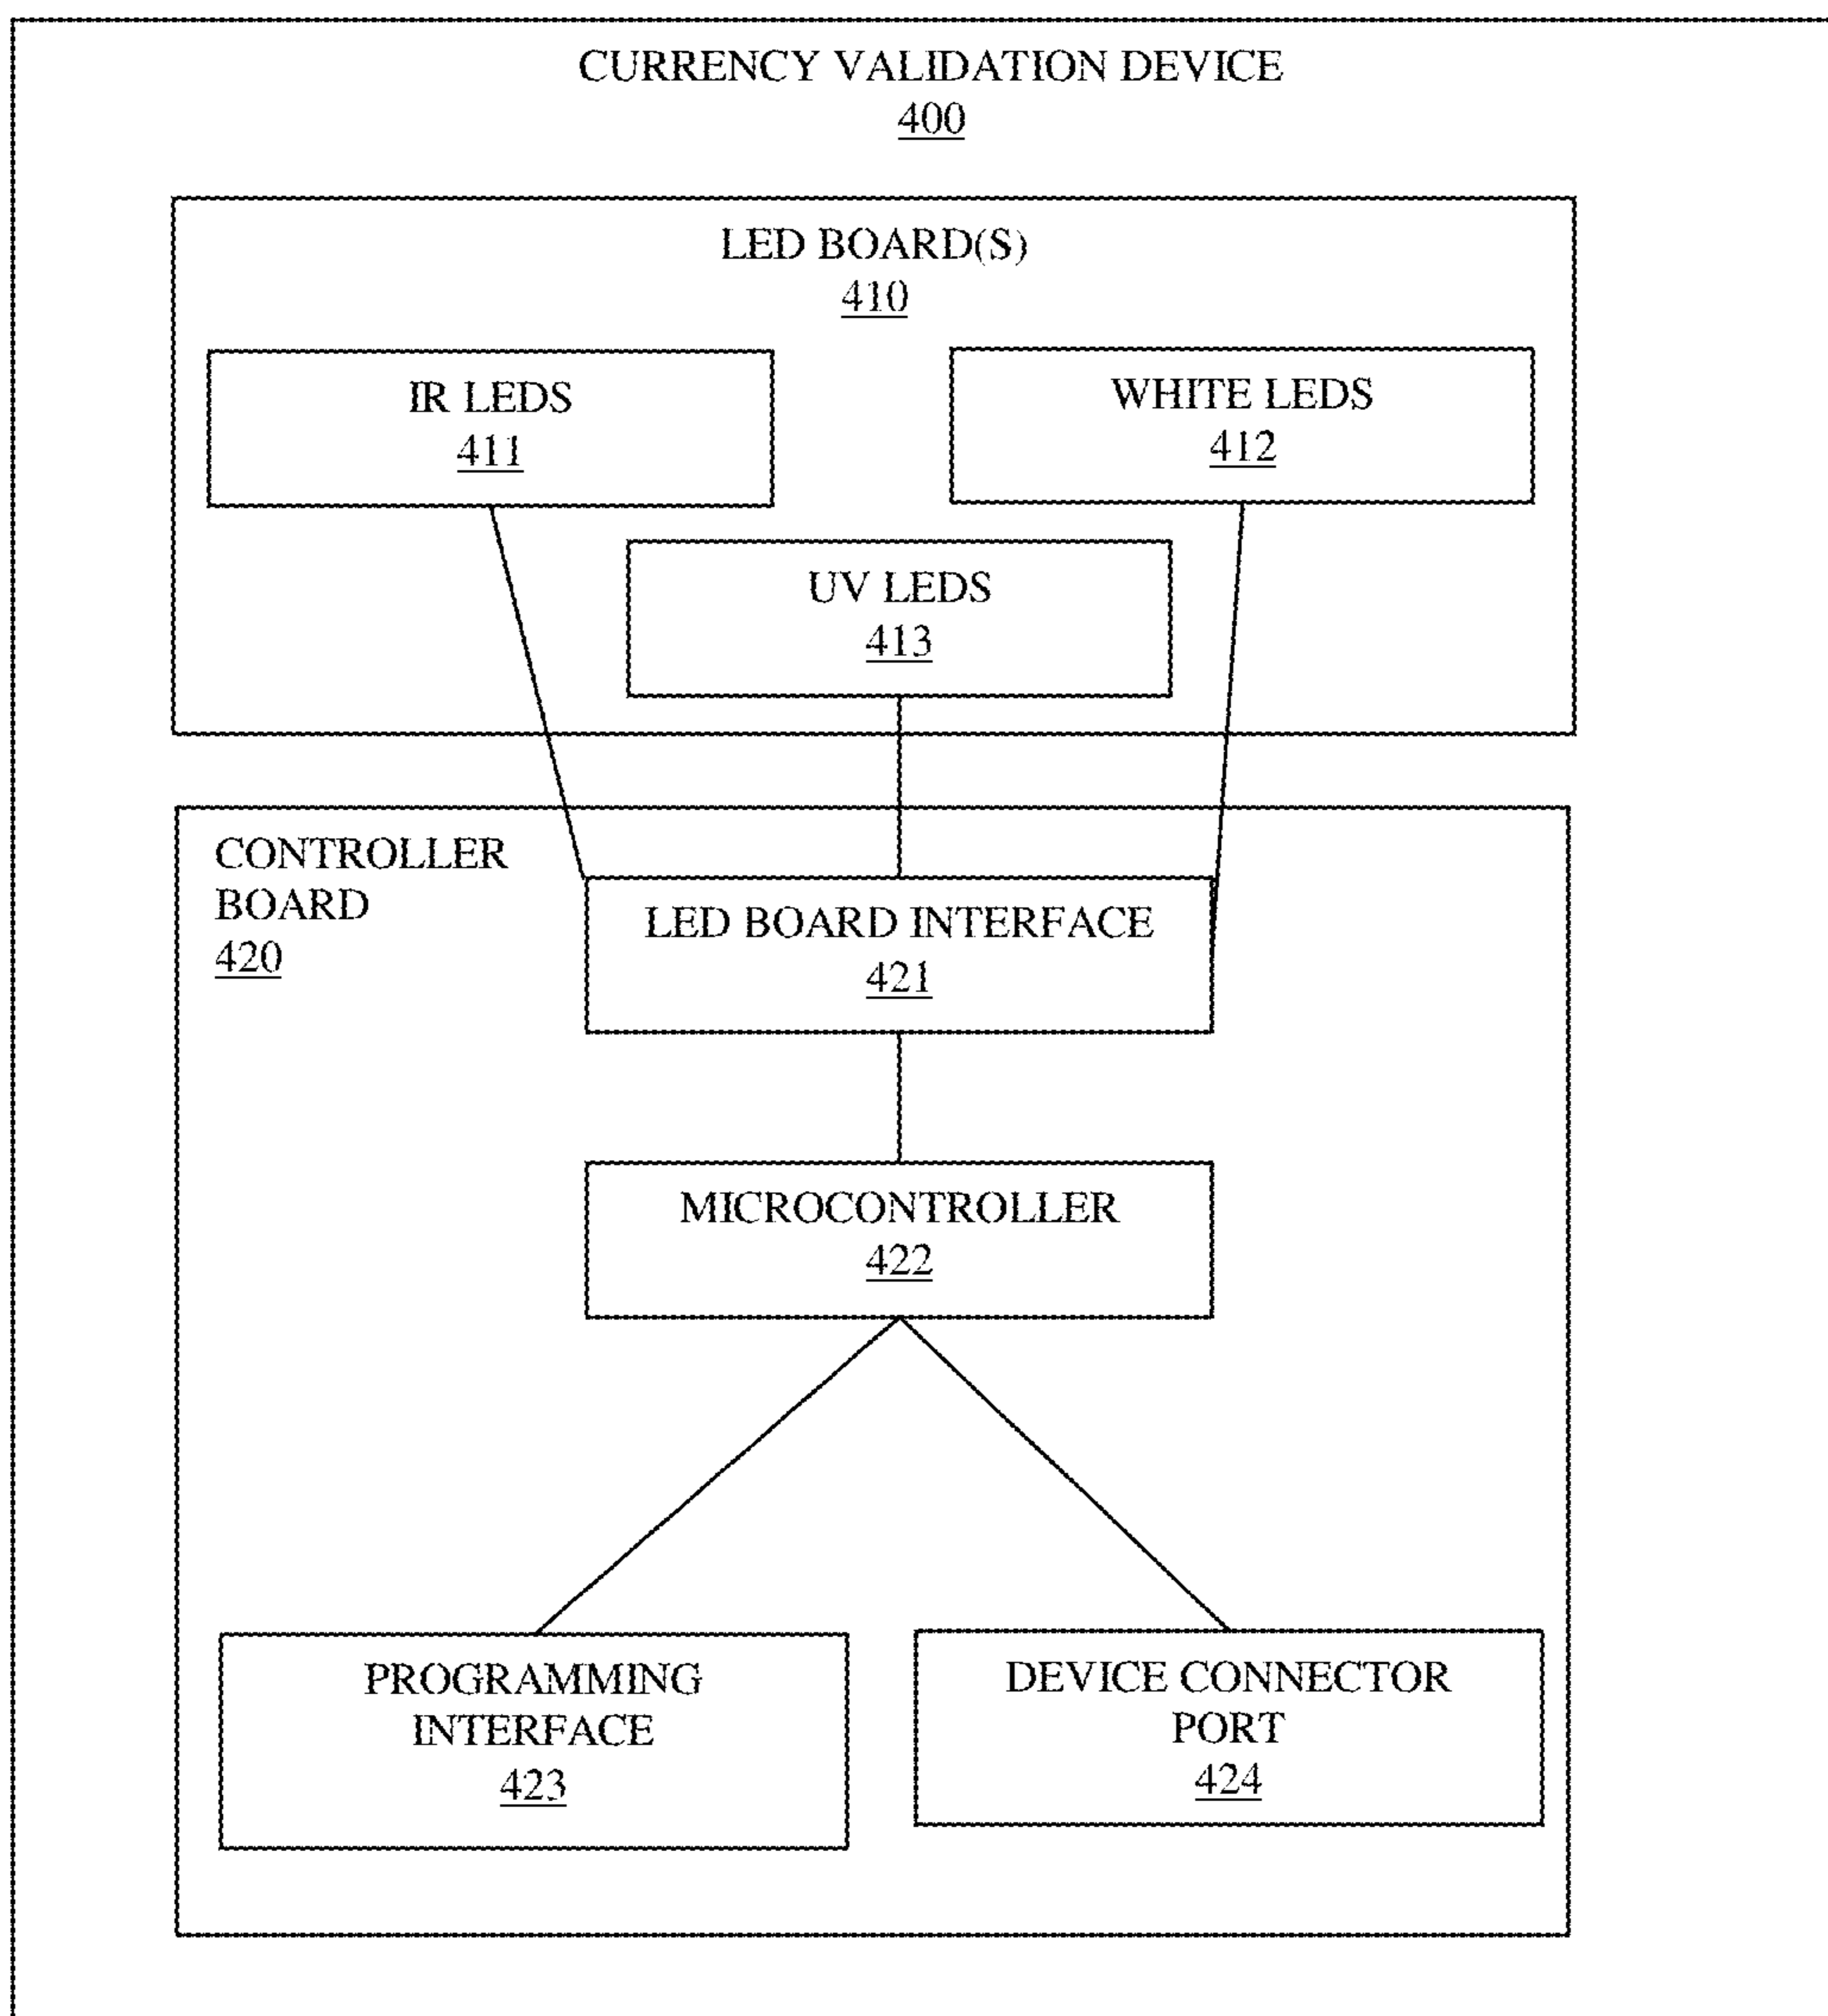 CURRENCY VALIDATION DEVICE
400
LED BOARD(S)
410
IR LEDS
411
WHITE LEDS
412
UV LEDS
413
CONTROLLER
BOARD
420
LED BOARD INTERFACE
421
MICROCONTROLLER
422
PROGRAMMING
INTERFACE
423
DEVICE CONNECTOR
PORT
424